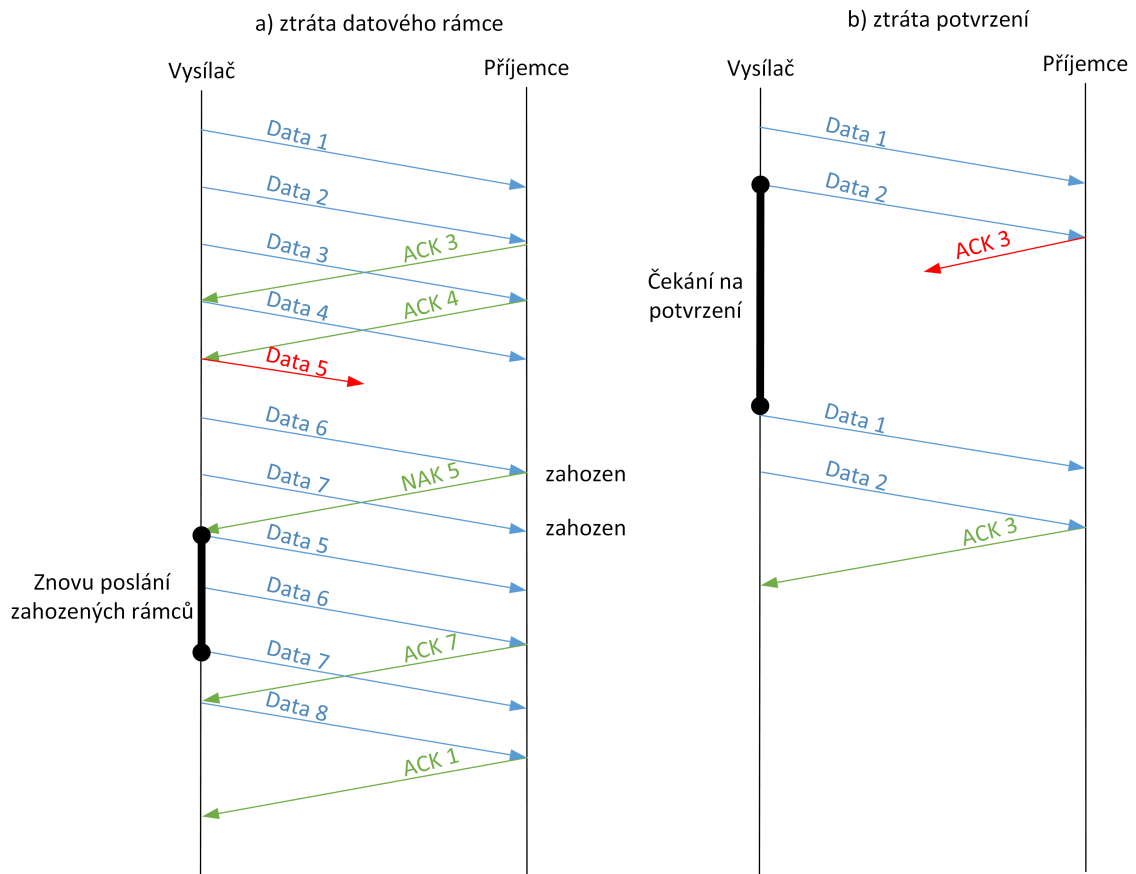 a) ztráta datového rámce
Vysílač
Příjemce
Data 1
Data 2
Data 3
ACK 3
Data 4
ACK 4
Data 5
Data 6
zahozen
Data 7
NAK 5
zahozen
Data 5
Znovu poslání
zahozených rámců
Data 6
Data 7
ACK 7
Data 8
ACK 1
b) ztráta potvrzení
Vysílač
Příjemce
Data 1
Data 2
ACK 3
Čekání na
potvrzení
Data 1
Data 2
ACK 3